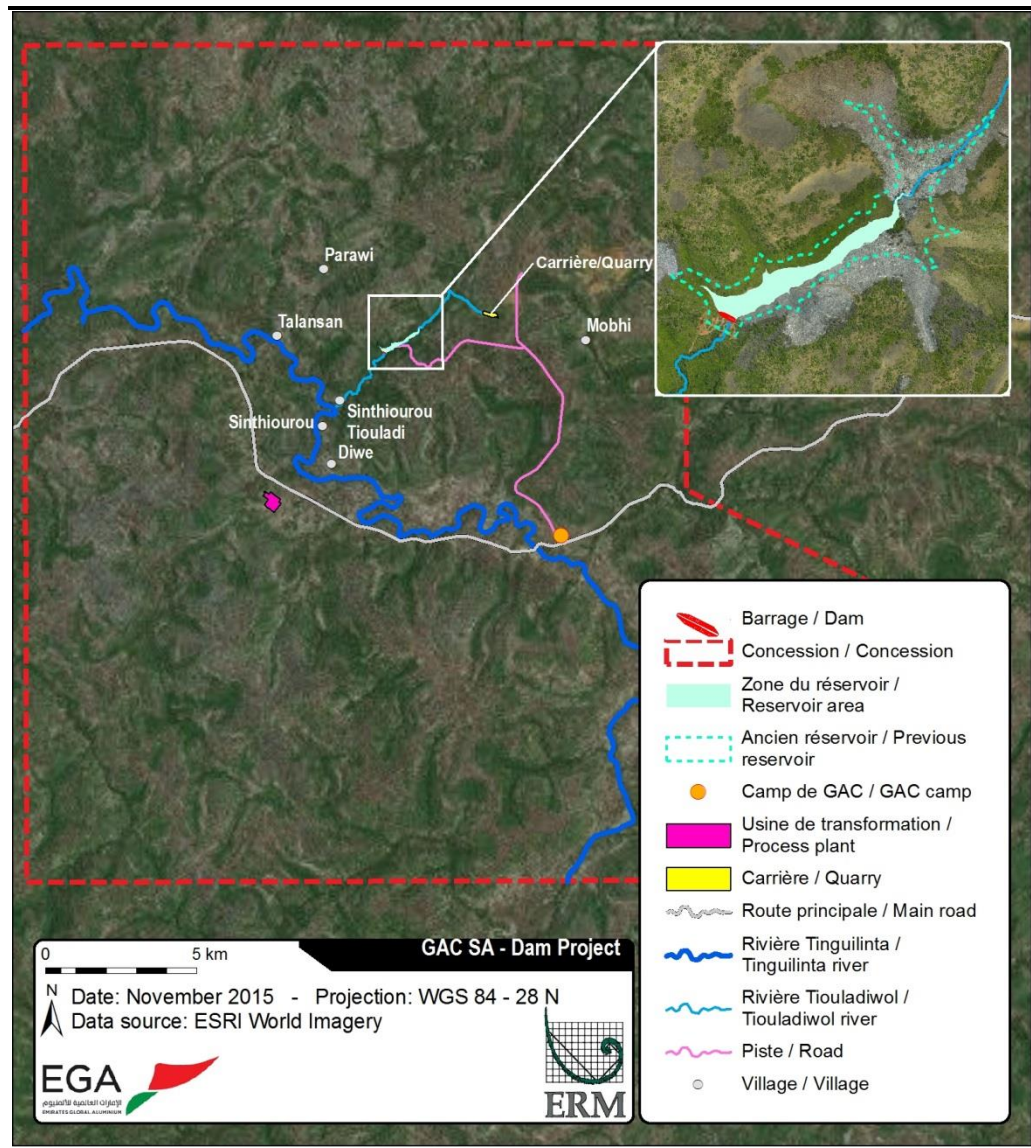 Parawi
Carrière/Quarry
Talansan
Mobhi
Sinthiourou
Tiouladi
Sinthiourou
Diwe
Barrage / Dam
Concession / Concession
Zone du réservoir /
Reservoir area
Ancien réservoir / Previous
reservoir
Camp de GAC / GAC camp
Usine de transformation /
Process plant
Carrière / Quarry
Route principale / Main road
Rivière Tinguilinta /
Tinguilinta river
Rivière Tiouladiwol /
Tiouladiwol river
Piste / Road
Village / Village
0 5 km
GAC SA - Dam Project
N
Date: November 2015 - Projection: WGS 84 - 28 N
Data source: ESRI World Imagery
EGA
الإمارات العالمية للألمنيوم
EMIRATES GLOBAL ALUMINIUM
ERM